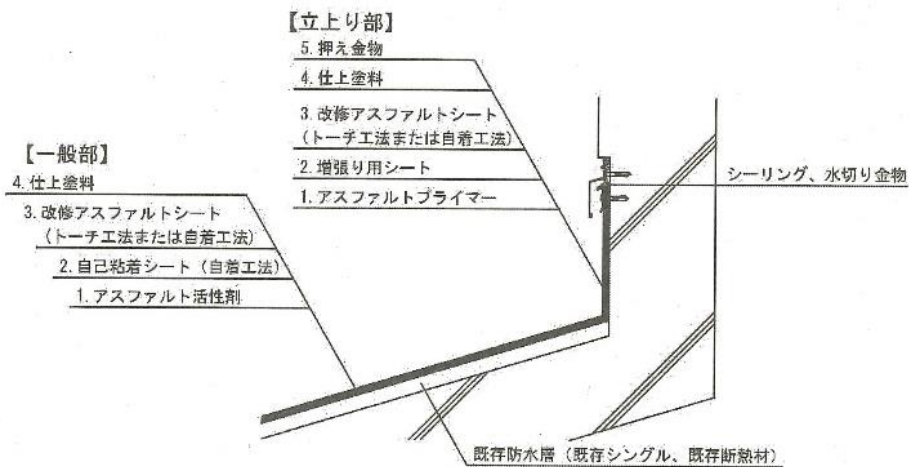 【立上り部】
5. 押え金物
4. 仕上塗料
3. 改修アスファルトシート
(トーチ工法または自着工法)
2. 増張り用シート
1. アスファルトプライマー
【一般部】
4. 仕上塗料
3. 改修アスファルトシート
(トーチ工法または自着工法)
2. 自己粘着シート (自着工法)
1. アスファルト活性剤
シーリング、水切り金物
既存防水層 (既存シングル、既存断熱材)